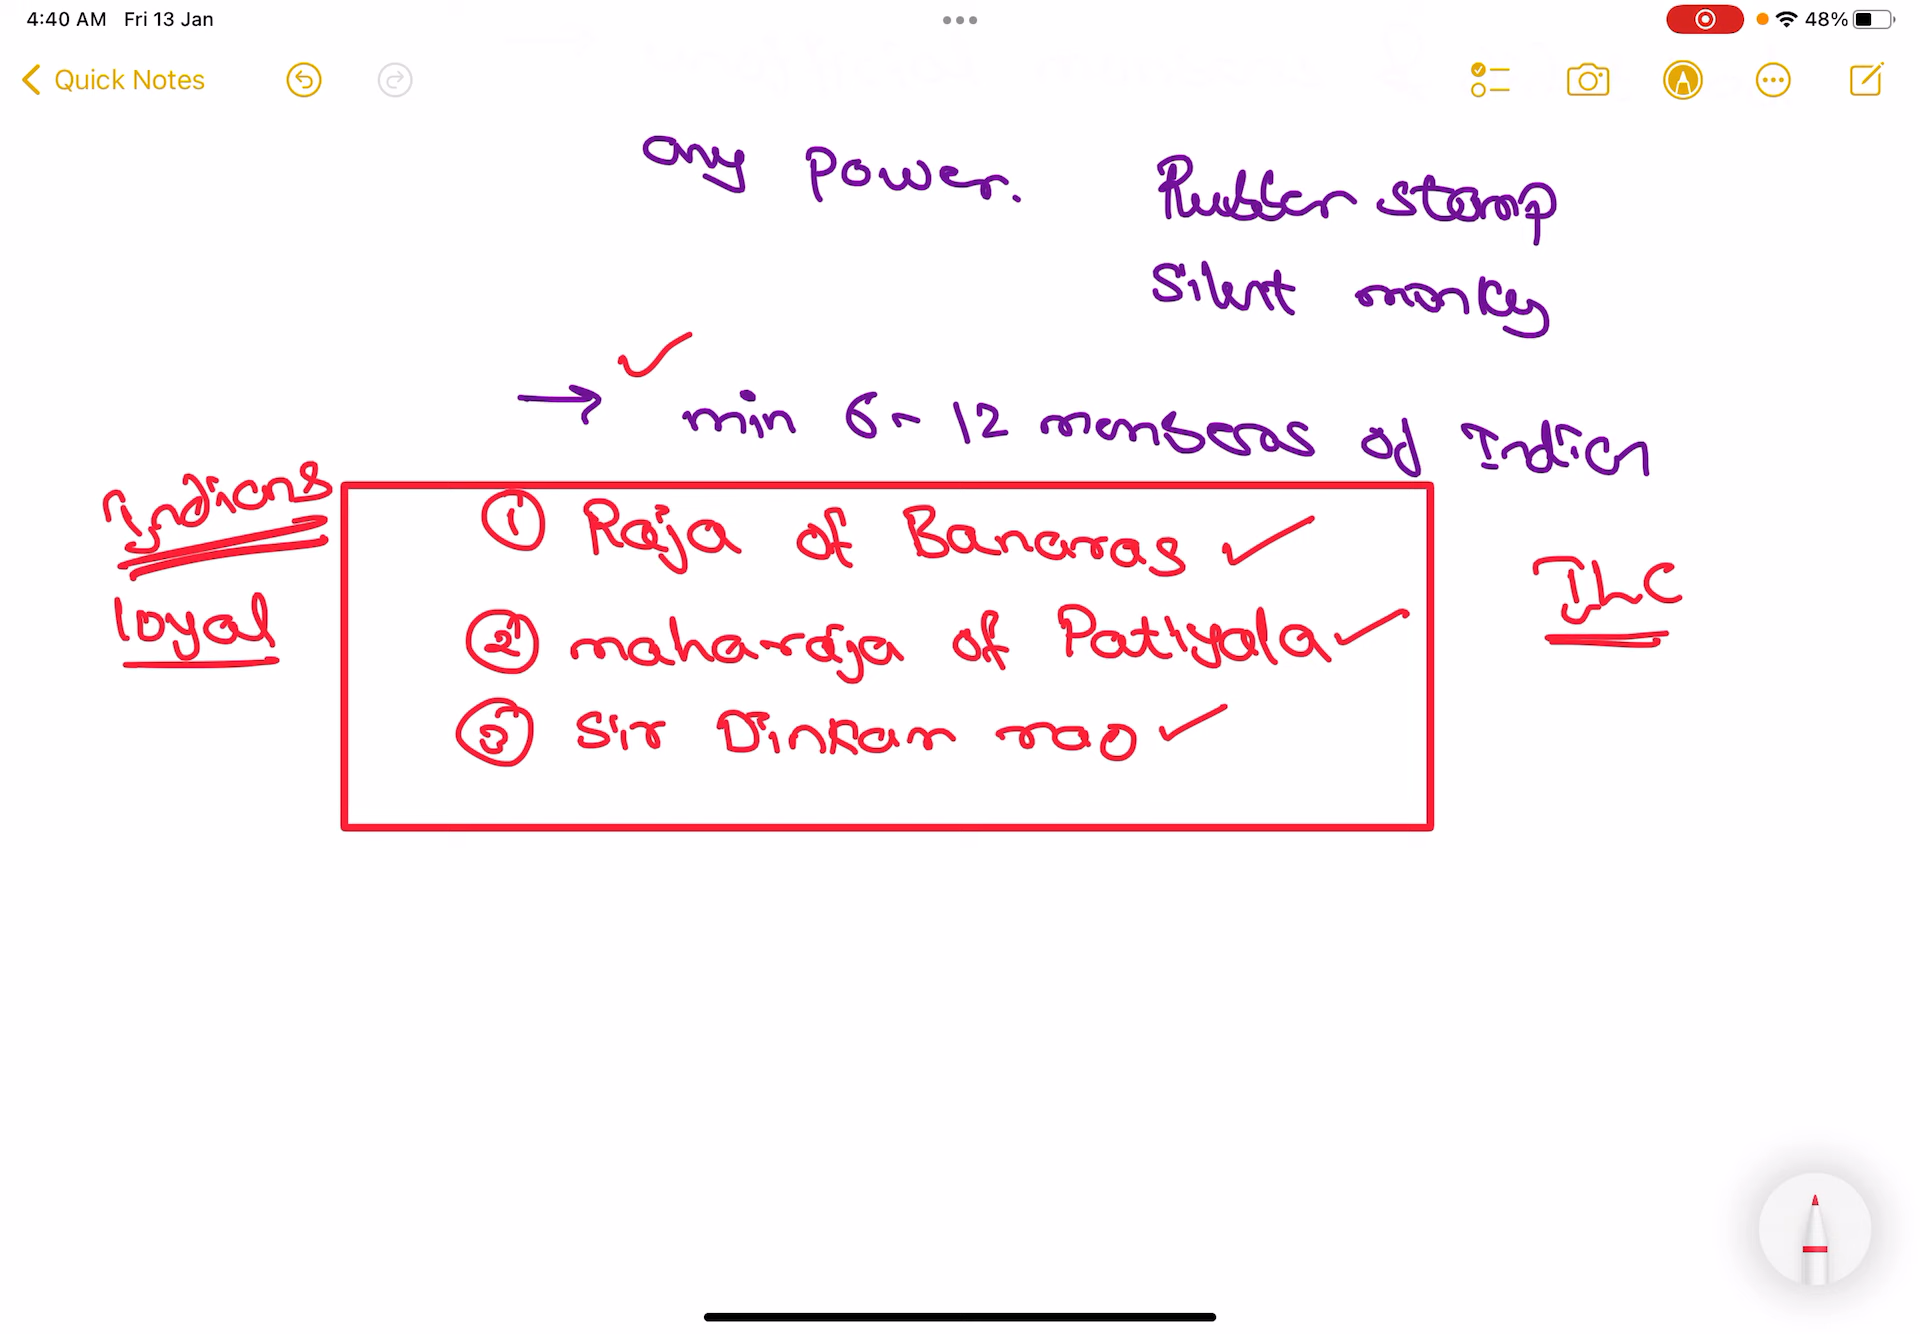 4:40 AM Fri 13 Jan
48%
Quick Notes
any power.
Rubber stamp
Silent monkey
→ min 6 - 12 members of Indian
Indians
loyal
① Raja of Banaras ✓
② maharaja of Patiyala ✓
③ Sir Dinkar rao ✓
ILC